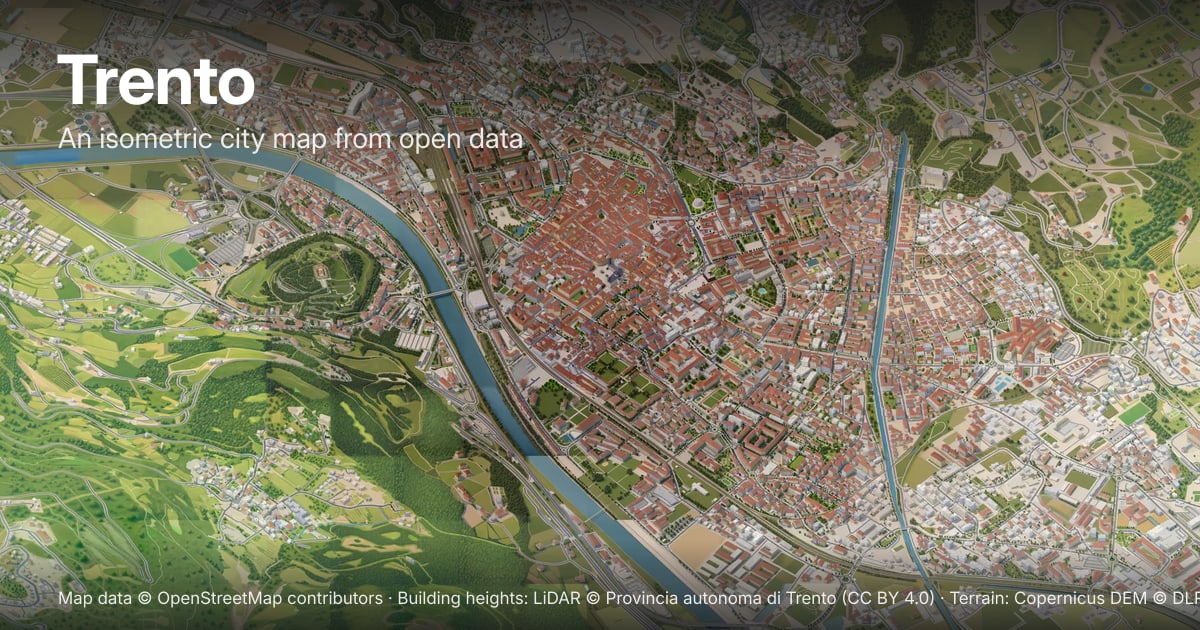 Trento
An isometric city map from open data
Map data © OpenStreetMap contributors · Building heights: LiDAR © Provincia autonoma di Trento (CC BY 4.0) · Terrain: Copernicus DEM © DLR